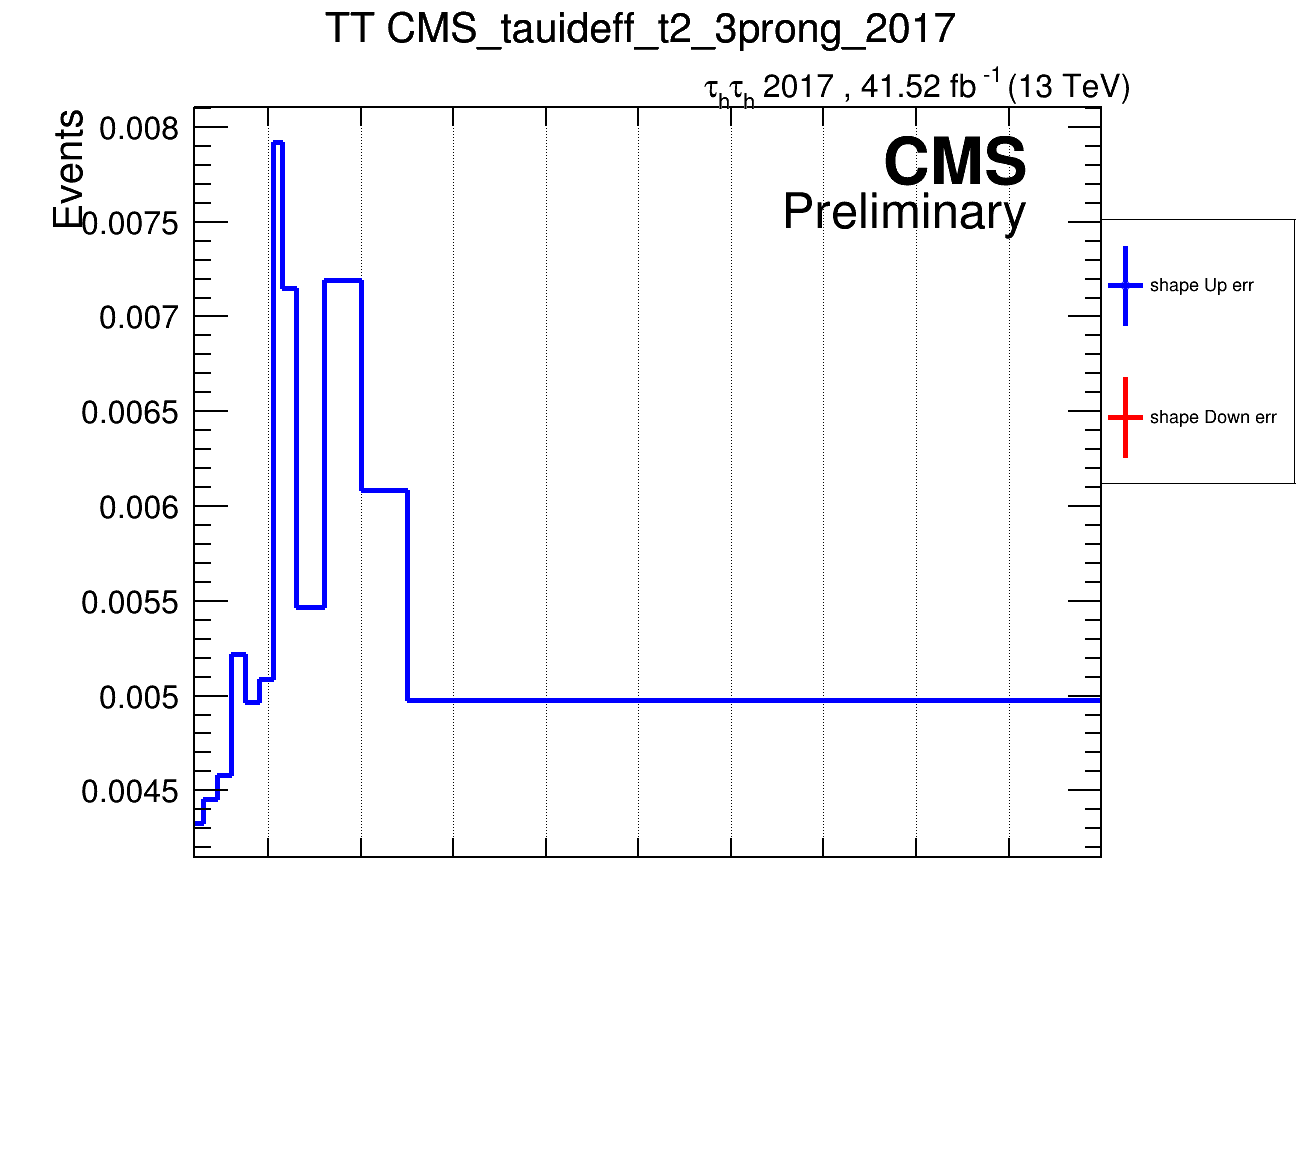 TT CMS_tauideff_t2_3prong_2017
τhτh 2017 , 41.52 fb -1 (13 TeV)
Events
CMS
Preliminary
0.008
0.0075
0.007
0.0065
0.006
0.0055
0.005
0.0045
shape Up err
shape Down err